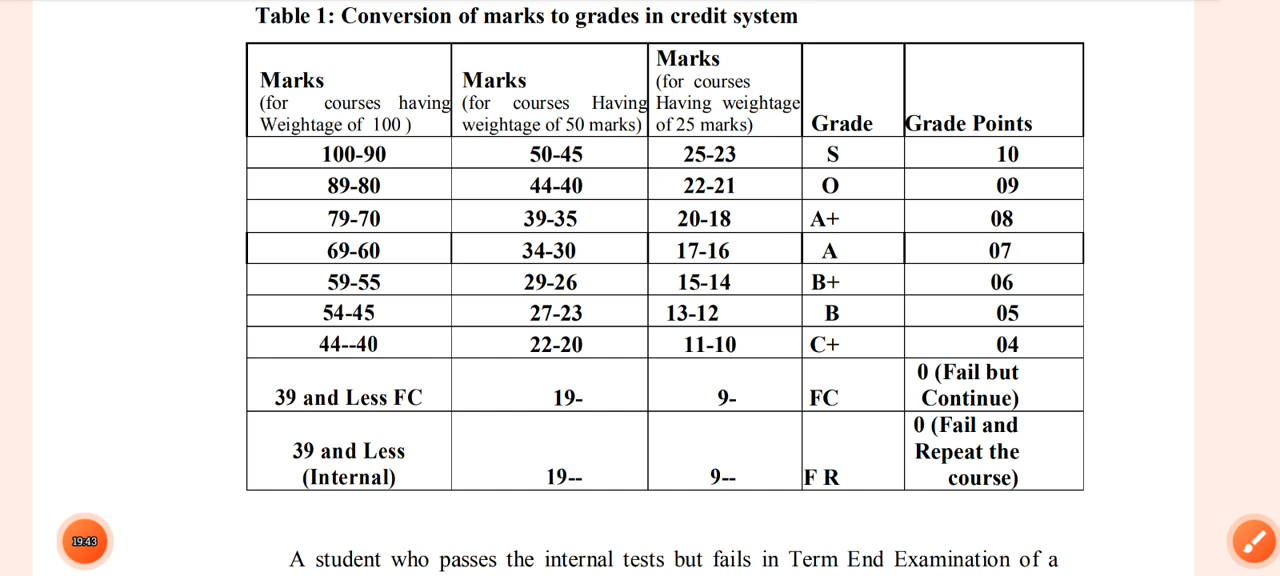 Table 1: Conversion of marks to grades in credit system
Marks
(for courses having
Weightage of 100 )
Marks
(for courses Having
weightage of 50 marks)
Marks
(for courses
Having weightage
of 25 marks)
Grade
Grade Points
100-90 50-45 25-23 S 10
89-80 44-40 22-21 O 09
79-70 39-35 20-18 A+ 08
69-60 34-30 17-16 A 07
59-55 29-26 15-14 B+ 06
54-45 27-23 13-12 B 05
44--40 22-20 11-10 C+ 04
39 and Less FC 19- 9- FC
0 (Fail but
Continue)
39 and Less
(Internal)
19-- 9-- F R
0 (Fail and
Repeat the
course)
19:43
A student who passes the internal tests but fails in Term End Examination of a